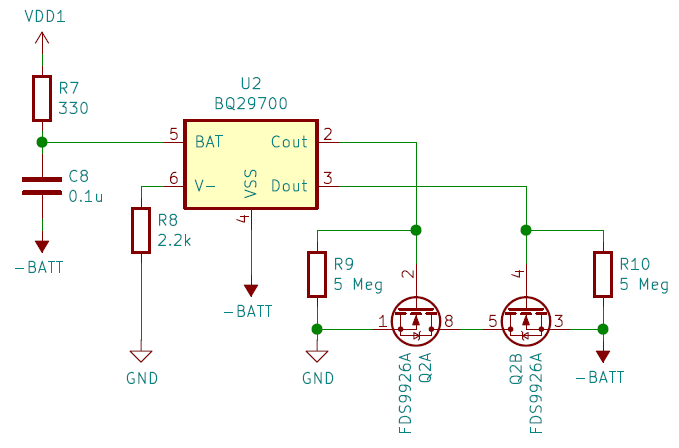 VDD1
R7
330
U2
BQ29700
5
BAT
Cout
2
C8
0.1u
6
V-
VSS
Dout
3
4
R8
2.2k
-BATT
-BATT
R9
5 Meg
2
4
R10
5 Meg
1
8
5
3
GND
GND
FDS9926A
Q2A
Q2B
FDS9926A
-BATT